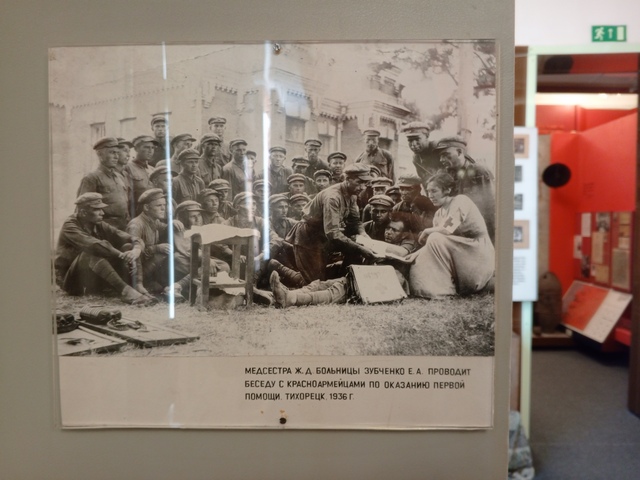 МЕДСЕСТРА Ж. Д. БОЛЬНИЦЫ ЗУБЧЕНКО Е. А. ПРОВОДИТ
БЕСЕДУ С КРАСНОАРМЕЙЦАМИ ПО ОКАЗАНИЮ ПЕРВОЙ
ПОМОЩИ. ТИХОРЕЦК. 1936 Г.